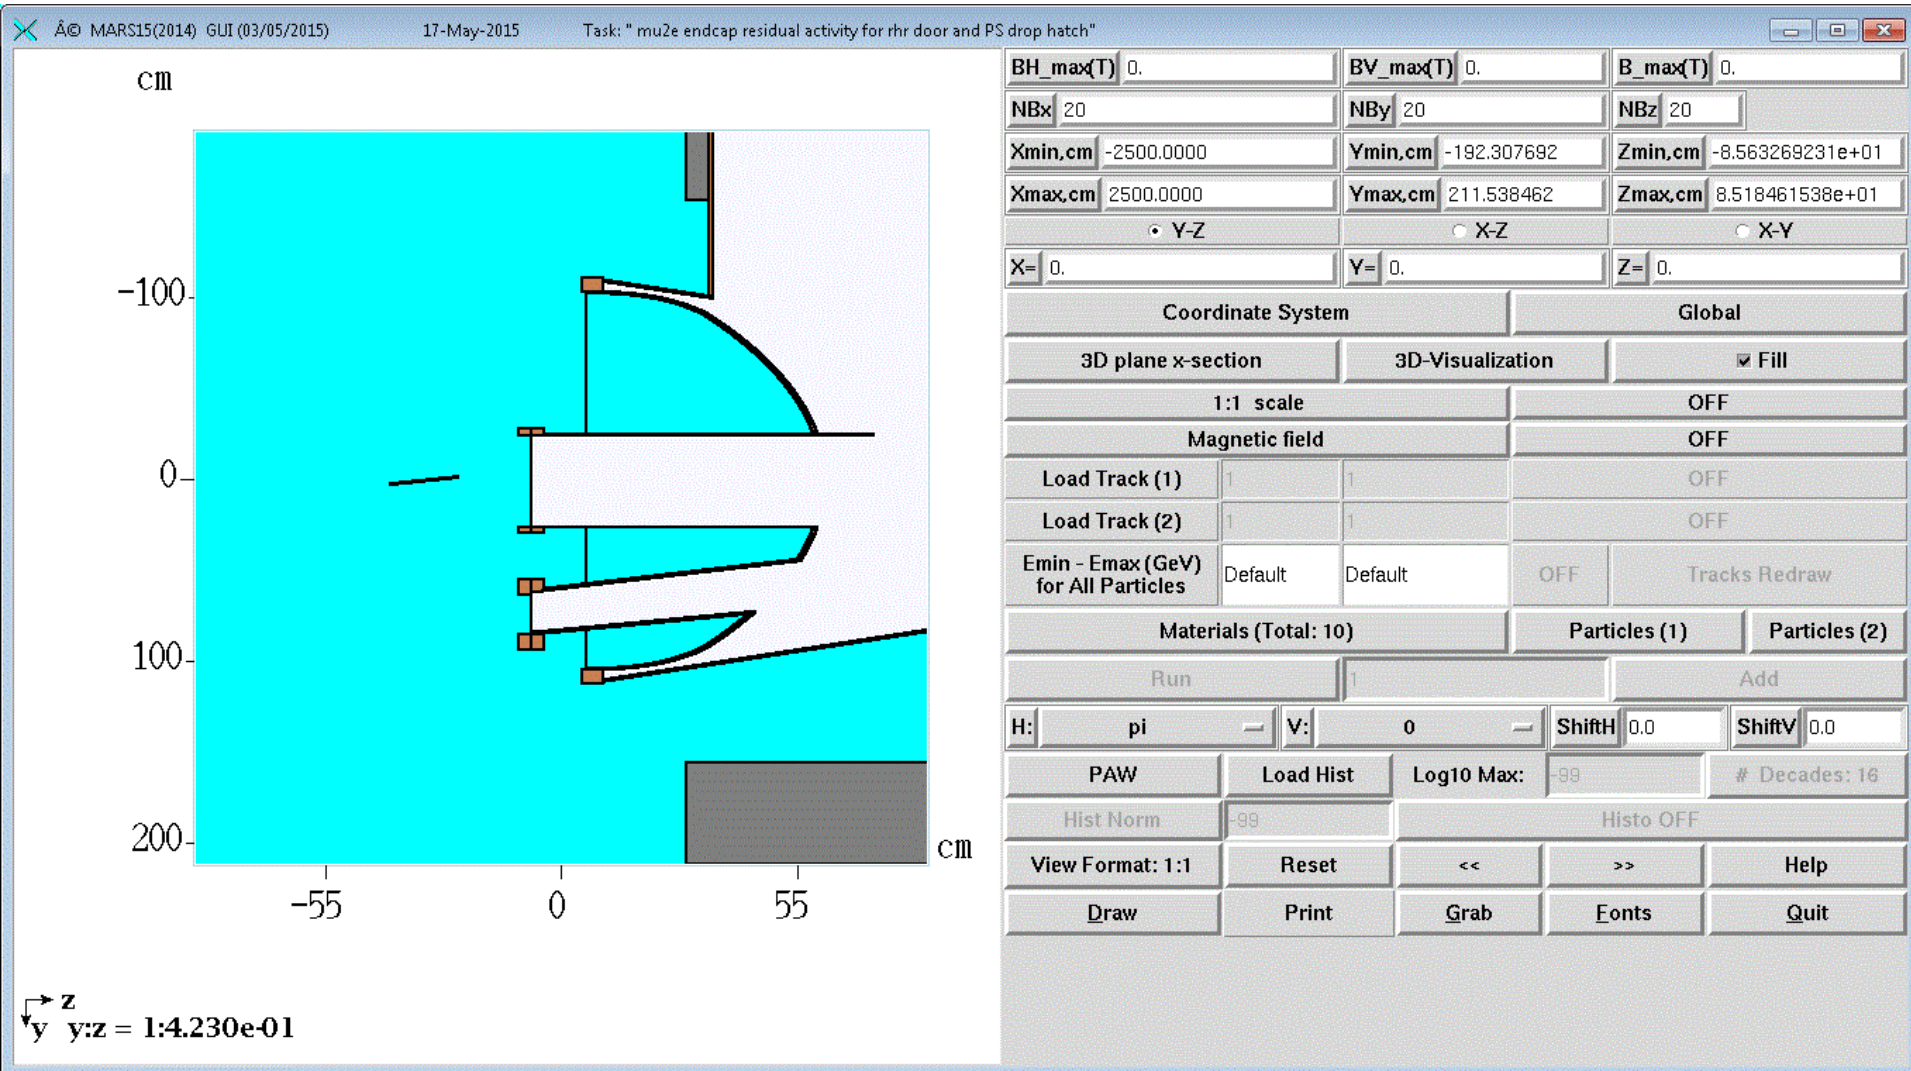 Â© MARS15(2014) GUI (03/05/2015) 17-May-2015 Task: " mu2e endcap residual activity for rhr door and PS drop hatch"
cm
-100
0
100
200
cm
-55 0 55
z
y y:z = 1:4.230e-01
BH_max(T) 0. BV_max(T) 0. B_max(T) 0.
NBx 20 NBy 20 NBz 20
Xmin,cm -2500.0000 Ymin,cm -192.307692 Zmin,cm -8.563269231e+01
Xmax,cm 2500.0000 Ymax,cm 211.538462 Zmax,cm 8.518461538e+01
Y-Z X-Z X-Y
X= 0. Y= 0. Z= 0.
Coordinate System Global
3D plane x-section 3D-Visualization Fill
1:1 scale OFF
Magnetic field OFF
Load Track (1) 1 1 OFF
Load Track (2) 1 1 OFF
Emin - Emax (GeV)
for All Particles Default Default OFF Tracks Redraw
Materials (Total: 10) Particles (1) Particles (2)
Run 1 Add
H: pi V: 0 ShiftH 0.0 ShiftV 0.0
PAW Load Hist Log10 Max: -99 # Decades: 16
Hist Norm -99 Histo OFF
View Format: 1:1 Reset << >> Help
Draw Print Grab Fonts Quit